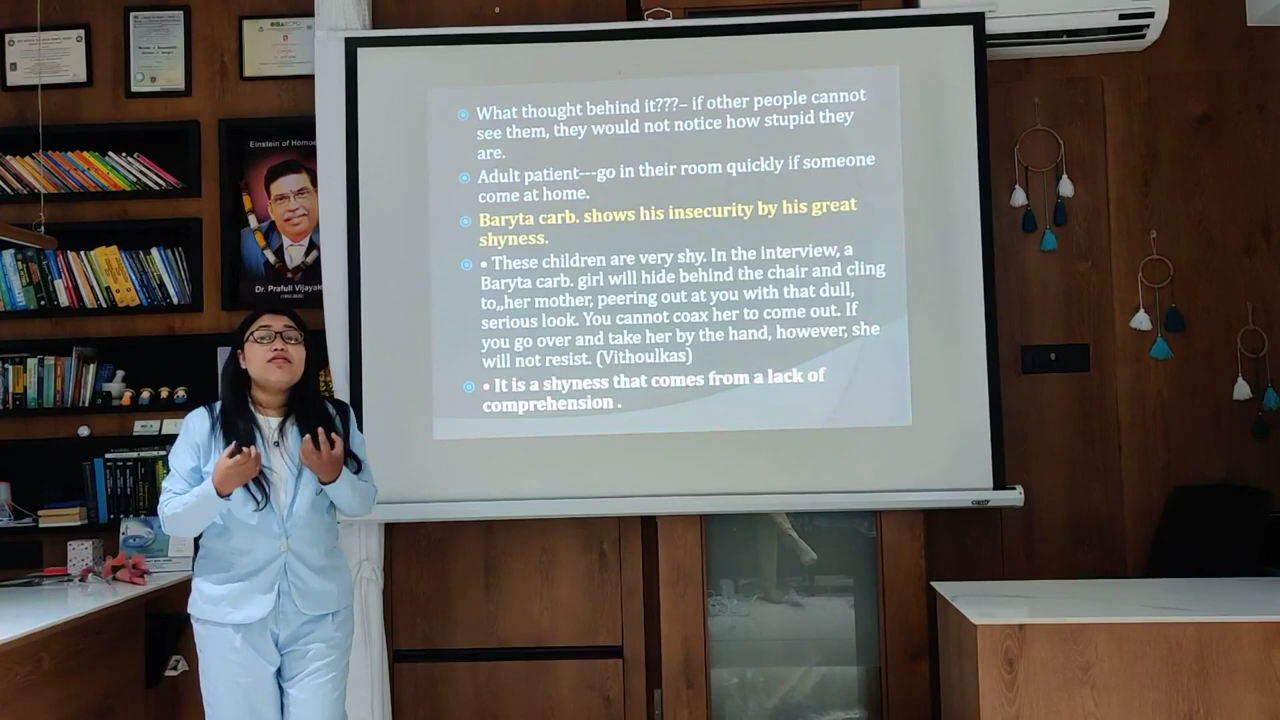 Einstein of Homoe
Dr. Prafull Vijayak
What thought behind it???– if other people cannot
see them, they would not notice how stupid they
are.
Adult patient---go in their room quickly if someone
come at home.
Baryta carb. shows his insecurity by his great
shyness.
• These children are very shy. In the interview, a
Baryta carb. girl will hide behind the chair and cling
to,,her mother, peering out at you with that dull,
serious look. You cannot coax her to come out. If
you go over and take her by the hand, however, she
will not resist. (Vithoulkas)
• It is a shyness that comes from a lack of
comprehension .